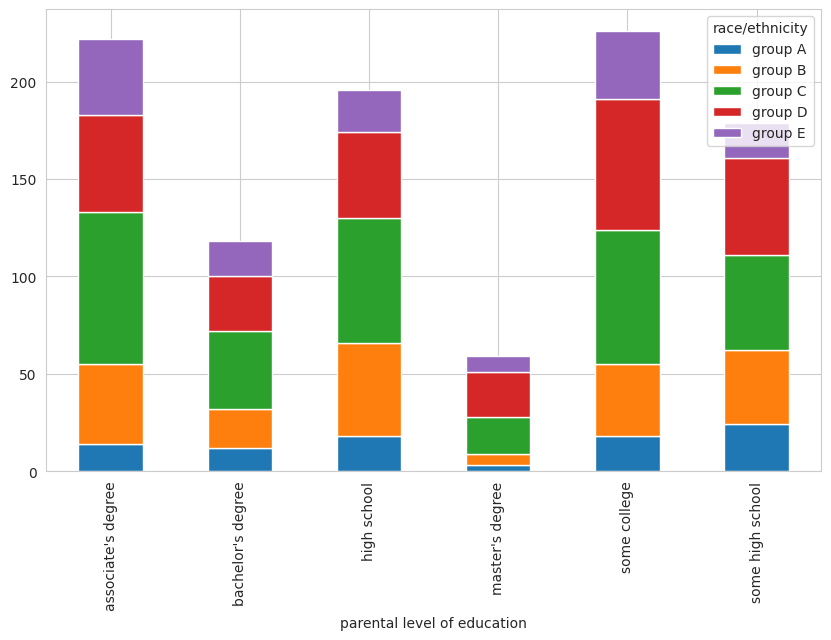 race/ethnicity
group A
group B
group C
group D
group E
200
150
100
50
0
associate's degree
bachelor's degree
high school
master's degree
some college
some high school
parental level of education